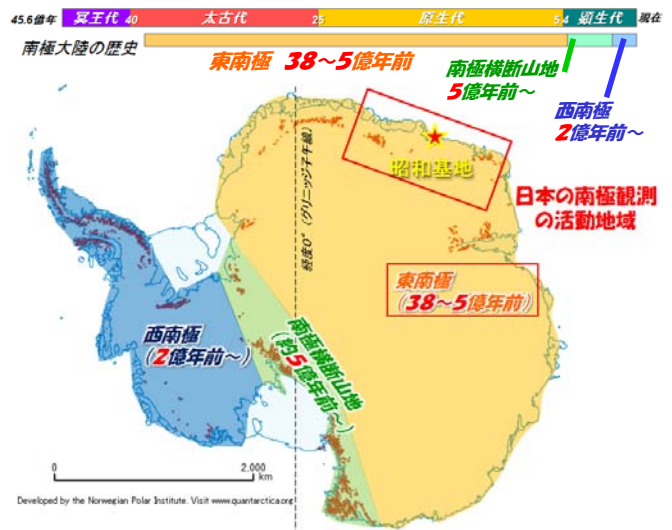 45.6億年 冥王代 40 太古代 25 原生代 5.4 顕生代 現在
南極大陸の歴史
東南極 38～5億年前
南極横断山地
5億年前～
西南極
2億年前～
経度0°（グリニッジ子午線）
昭和基地
日本の南極観測
の活動地域
東南極
（38～5億年前）
西南極
（2億年前～）
南極横断山地
（約5億年前～）
0 2,000
km
Developed by the Norwegian Polar Institute. Visit www.quantarctica.org